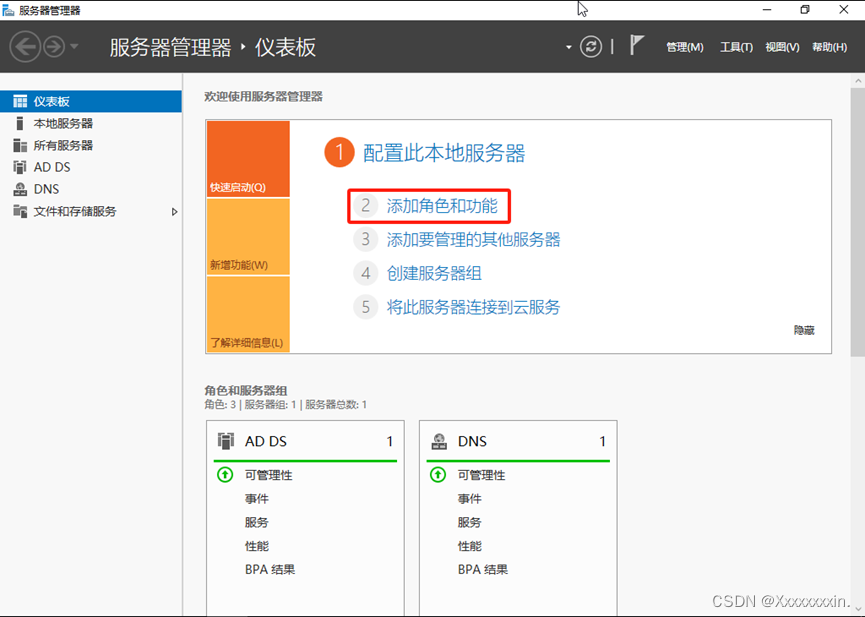 服务器管理器
服务器管理器 ‣ 仪表板
管理(M) 工具(T) 视图(V) 帮助(H)
仪表板
本地服务器
所有服务器
AD DS
DNS
文件和存储服务
欢迎使用服务器管理器
快速启动(Q)
新增功能(W)
了解详细信息(L)
1 配置此本地服务器
2 添加角色和功能
3 添加要管理的其他服务器
4 创建服务器组
5 将此服务器连接到云服务
隐藏
角色和服务器组
角色: 3 | 服务器组: 1 | 服务器总数: 1
AD DS 1
可管理性
事件
服务
性能
BPA 结果
DNS 1
可管理性
事件
服务
性能
BPA 结果
CSDN @Xxxxxxxxin.